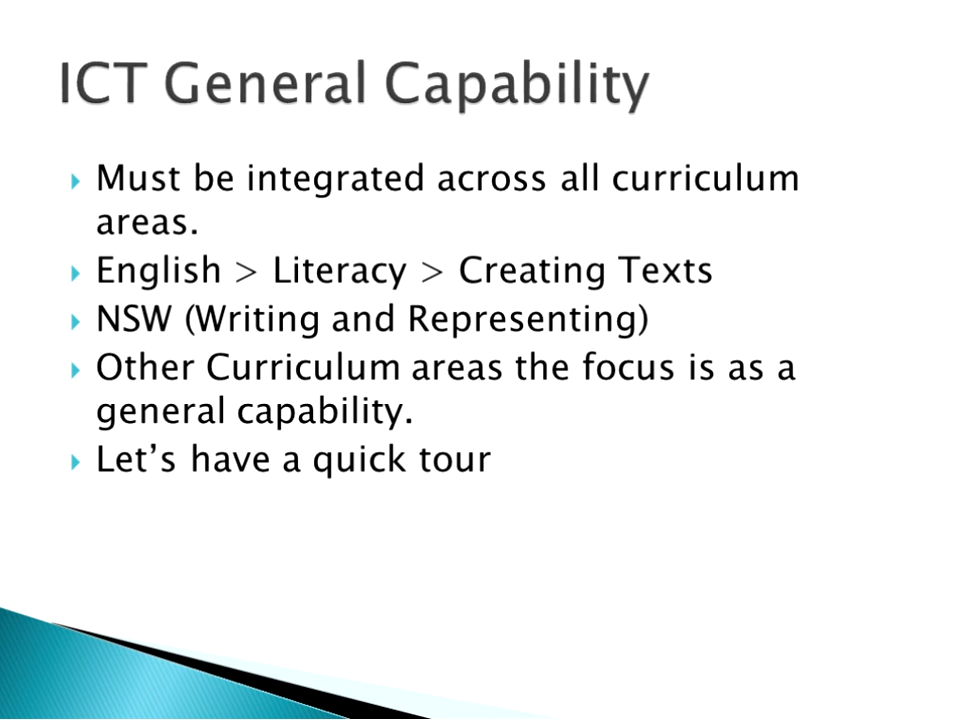 ICT General Capability
Must be integrated across all curriculum
areas.
English > Literacy > Creating Texts
NSW (Writing and Representing)
Other Curriculum areas the focus is as a
general capability.
Let’s have a quick tour